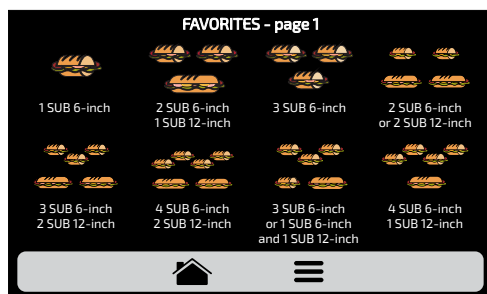 FAVORITES - page 1
1 SUB 6-inch
2 SUB 6-inch
1 SUB 12-inch
3 SUB 6-inch
2 SUB 6-inch
or 2 SUB 12-inch
3 SUB 6-inch
2 SUB 12-inch
4 SUB 6-inch
2 SUB 12-inch
3 SUB 6-inch
or 1 SUB 6-inch
and 1 SUB 12-inch
4 SUB 6-inch
1 SUB 12-inch